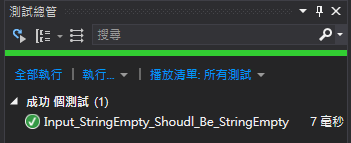 測試總管
搜尋
全部執行 | 執行... | 播放清單: 所有測試
成功 個測試 (1)
Input_StringEmpty_Shoudl_Be_StringEmpty 7 毫秒